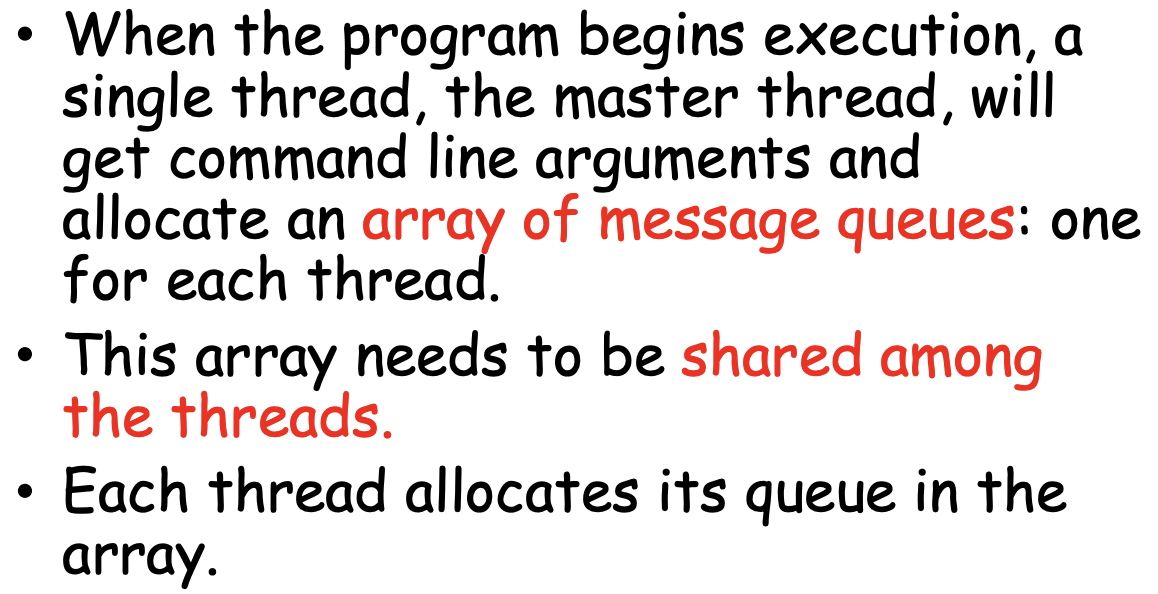 • When the program begins execution, a
single thread, the master thread, will
get command line arguments and
allocate an array of message queues: one
for each thread.
• This array needs to be shared among
the threads.
• Each thread allocates its queue in the
array.